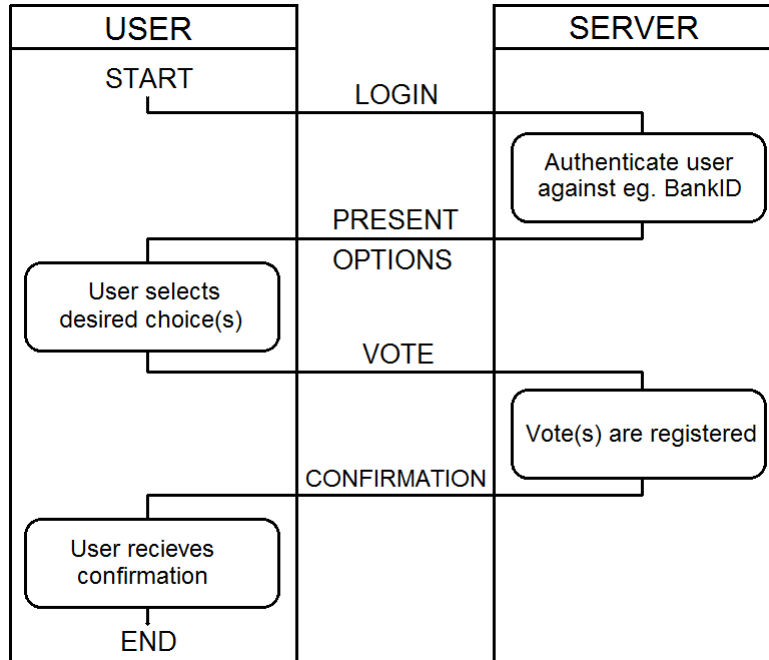 USER
SERVER
START
LOGIN
Authenticate user
against eg. BankID
PRESENT
OPTIONS
User selects
desired choice(s)
VOTE
Vote(s) are registered
CONFIRMATION
User recieves
confirmation
END